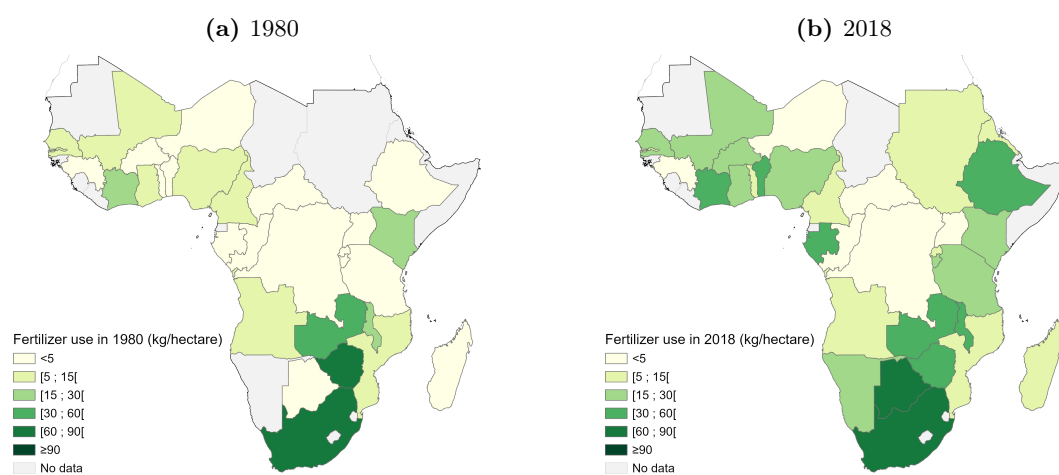 (a) 1980
Fertilizer use in 1980 (kg/hectare)
<5
[5 ; 15[
[15 ; 30[
[30 ; 60[
[60 ; 90[
≥90
No data
(b) 2018
Fertilizer use in 2018 (kg/hectare)
<5
[5 ; 15[
[15 ; 30[
[30 ; 60[
[60 ; 90[
≥90
No data